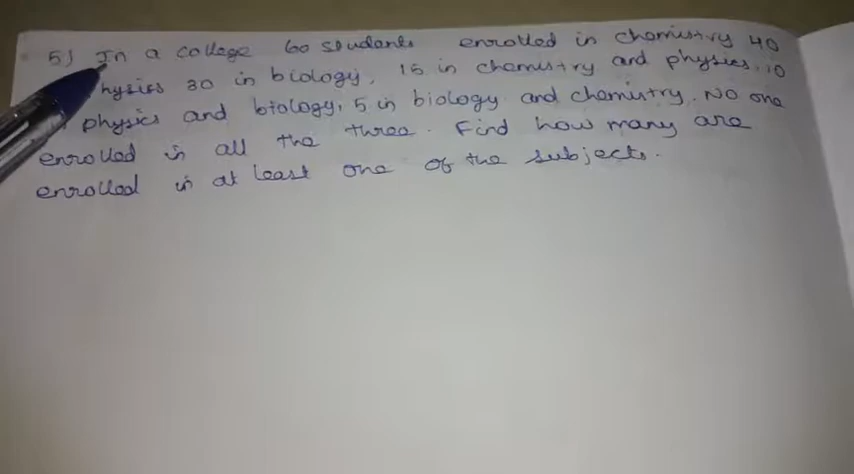 5) In a college 60 students enrolled in chemistry 40
hysics 30 in biology, 15 in chemistry and physics, 10
physics and biology, 5 in biology and chemistry. No one
enrolled in all the three. Find how many are
enrolled in at least one of the subjects.